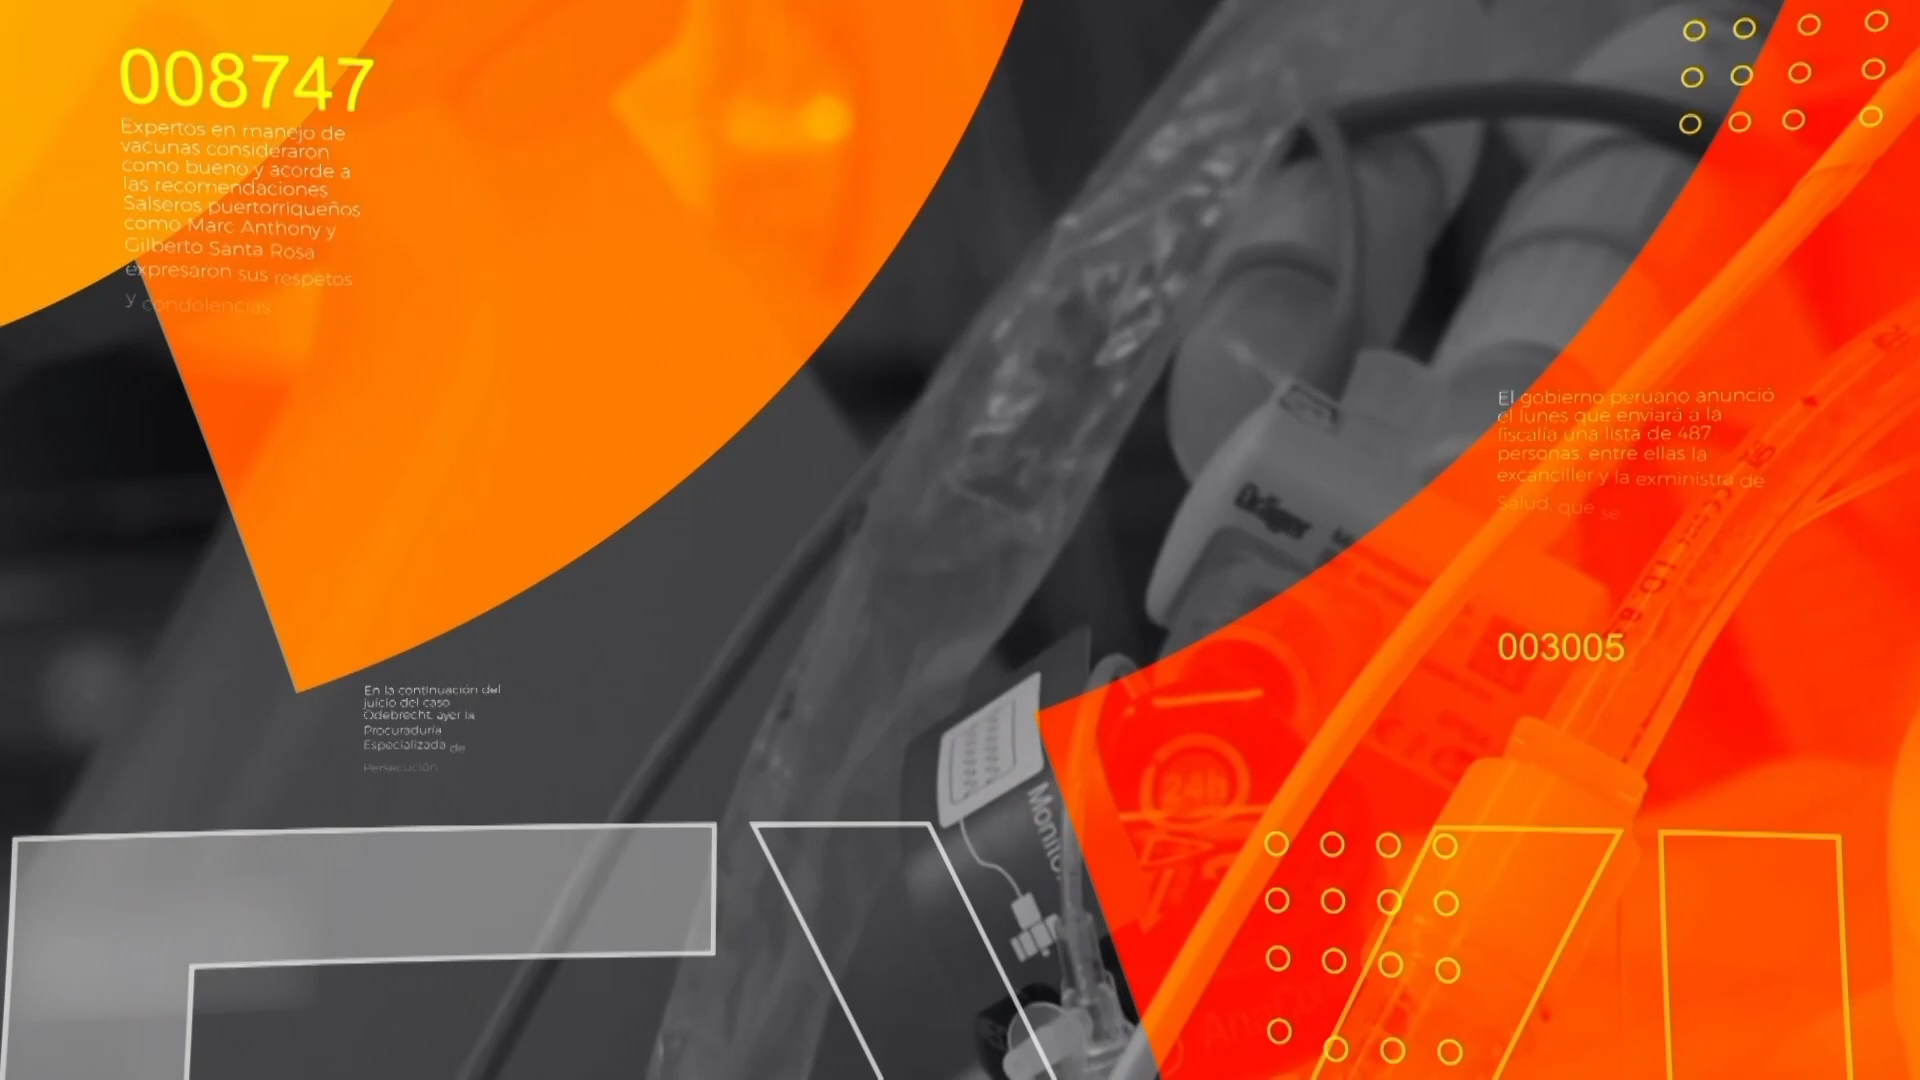 008747
Expertos en manejo de
vacunas consideraron
como bueno y acorde a
las recomendaciones
Salseros puertorriqueños
como Marc Anthony y
Gilberto Santa Rosa
expresaron sus respetos
y condolencias
El gobierno peruano anunció
el lunes que enviará a la
fiscalía una lista de 487
personas, entre ellas la
excanciller y la exministra de
Salud, que se
Dräger
003005
En la continuación del
juicio del caso
Odebrecht, ayer la
Procuraduría
Especializada de
Persecución
24h